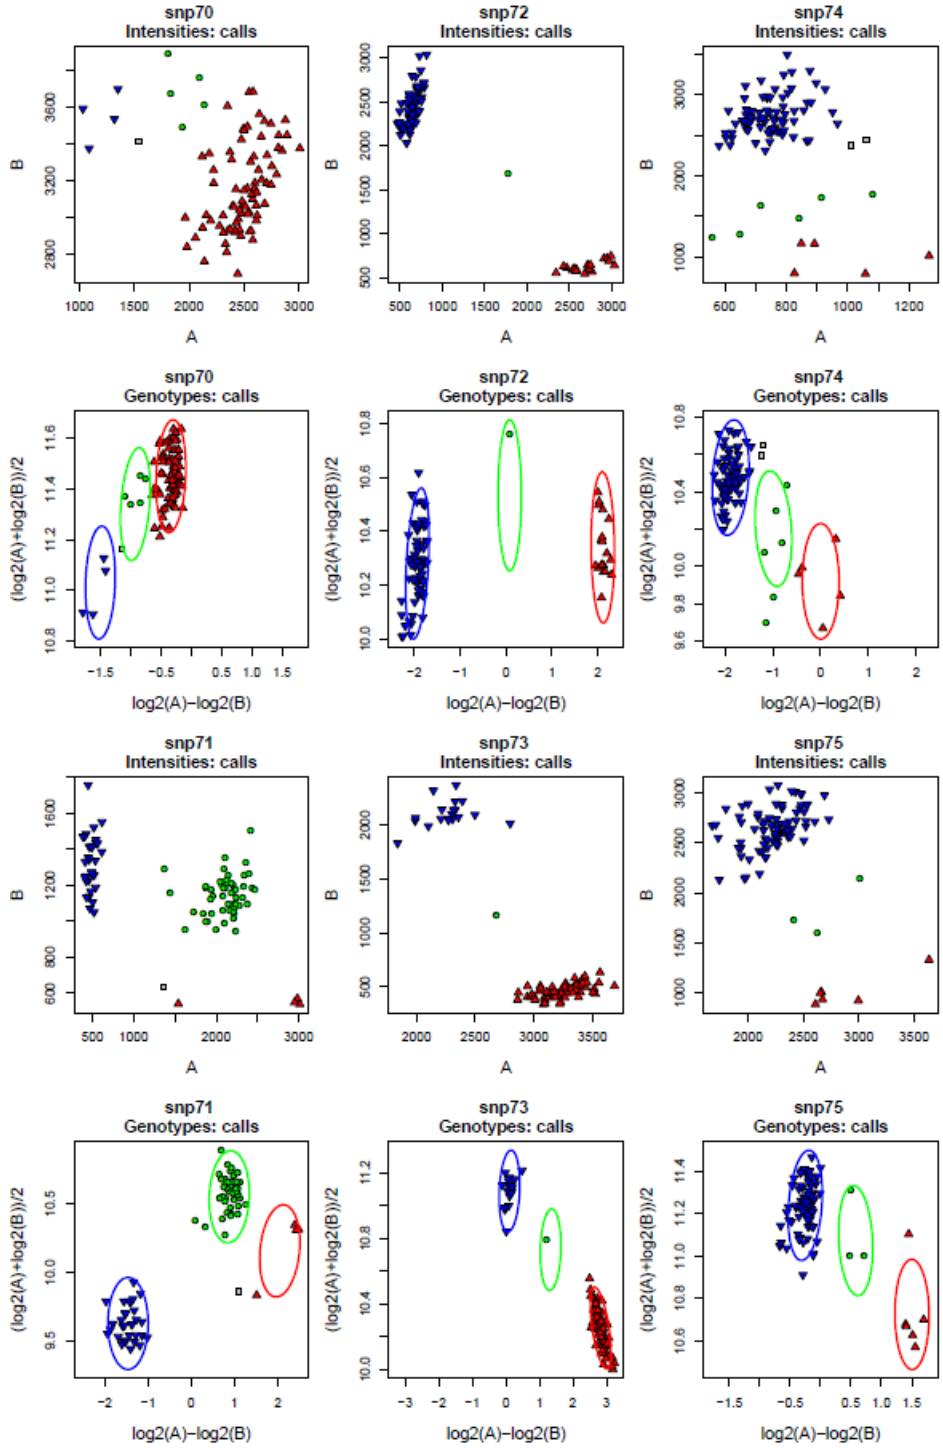 snp70
Intensities: calls
B
2800 3200 3600
1000 1500 2000 2500 3000
A
snp72
Intensities: calls
B
500 1000 1500 2000 2500 3000
500 1000 1500 2000 2500 3000
A
snp74
Intensities: calls
B
1000 2000 3000
600 800 1000 1200
A
snp70
Genotypes: calls
(log2(A)+log2(B))/2
10.8 11.0 11.2 11.4 11.6
−1.5 −0.5 0.5 1.5
log2(A)−log2(B)
snp72
Genotypes: calls
(log2(A)+log2(B))/2
10.0 10.2 10.4 10.6 10.8
−2 −1 0 1 2
log2(A)−log2(B)
snp74
Genotypes: calls
(log2(A)+log2(B))/2
9.6 9.8 10.0 10.4 10.8
−2 −1 0 1 2
log2(A)−log2(B)
snp71
Intensities: calls
B
600 800 1200 1600
500 1000 2000 3000
A
snp73
Intensities: calls
B
500 1000 1500 2000
2000 2500 3000 3500
A
snp75
Intensities: calls
B
1000 1500 2000 2500 3000
2000 2500 3000 3500
A
snp71
Genotypes: calls
(log2(A)+log2(B))/2
9.5 10.0 10.5
−2 −1 0 1 2
log2(A)−log2(B)
snp73
Genotypes: calls
(log2(A)+log2(B))/2
10.0 10.4 10.8 11.2
−3 −2 −1 0 1 2 3
log2(A)−log2(B)
snp75
Genotypes: calls
(log2(A)+log2(B))/2
10.6 10.8 11.0 11.2 11.4
−1.5 −0.5 0.5 1.5
log2(A)−log2(B)